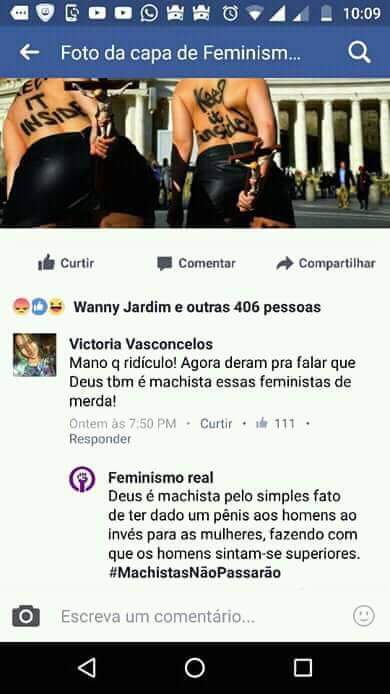 10:09
Foto da capa de Feminism...
KEEP
IT
INSIDE
Keep
it
inside!
Curtir
Comentar
Compartilhar
Wanny Jardim e outras 406 pessoas
Victoria Vasconcelos
Mano q ridículo! Agora deram pra falar que
Deus tbm é machista essas feministas de
merda!
Ontem às 7:50 PM • Curtir • 111 •
Responder
Feminismo real
Deus é machista pelo simples fato
de ter dado um pênis aos homens ao
invés para as mulheres, fazendo com
que os homens sintam-se superiores.
#MachistasNãoPassarão
Escreva um comentário...